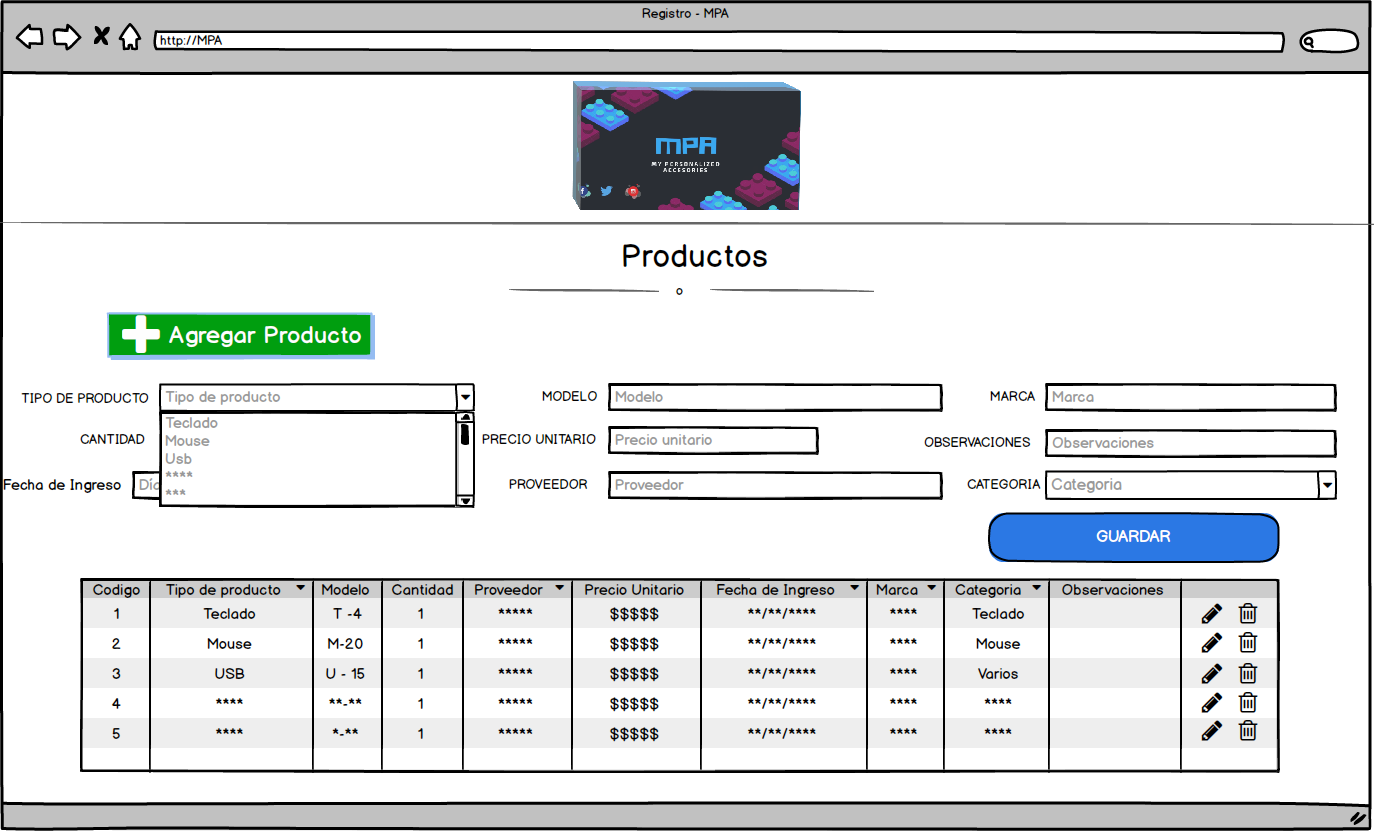 Registro - MPA
http://MPA
MPA
MY PERSONALIZED
ACCESORIES
Productos
o
Agregar Producto
TIPO DE PRODUCTO Tipo de producto MODELO Modelo MARCA Marca
Teclado
CANTIDAD Mouse PRECIO UNITARIO Precio unitario OBSERVACIONES Observaciones
Usb
****
Fecha de Ingreso Día PROVEEDOR Proveedor CATEGORIA Categoria
***
GUARDAR
Codigo Tipo de producto Modelo Cantidad Proveedor Precio Unitario Fecha de Ingreso Marca Categoria Observaciones
1 Teclado T -4 1 ***** $$$$$ **/**/**** **** Teclado
2 Mouse M-20 1 ***** $$$$$ **/**/**** **** Mouse
3 USB U - 15 1 ***** $$$$$ **/**/**** **** Varios
4 **** **-** 1 ***** $$$$$ **/**/**** **** ****
5 **** *-** 1 ***** $$$$$ **/**/**** **** ****